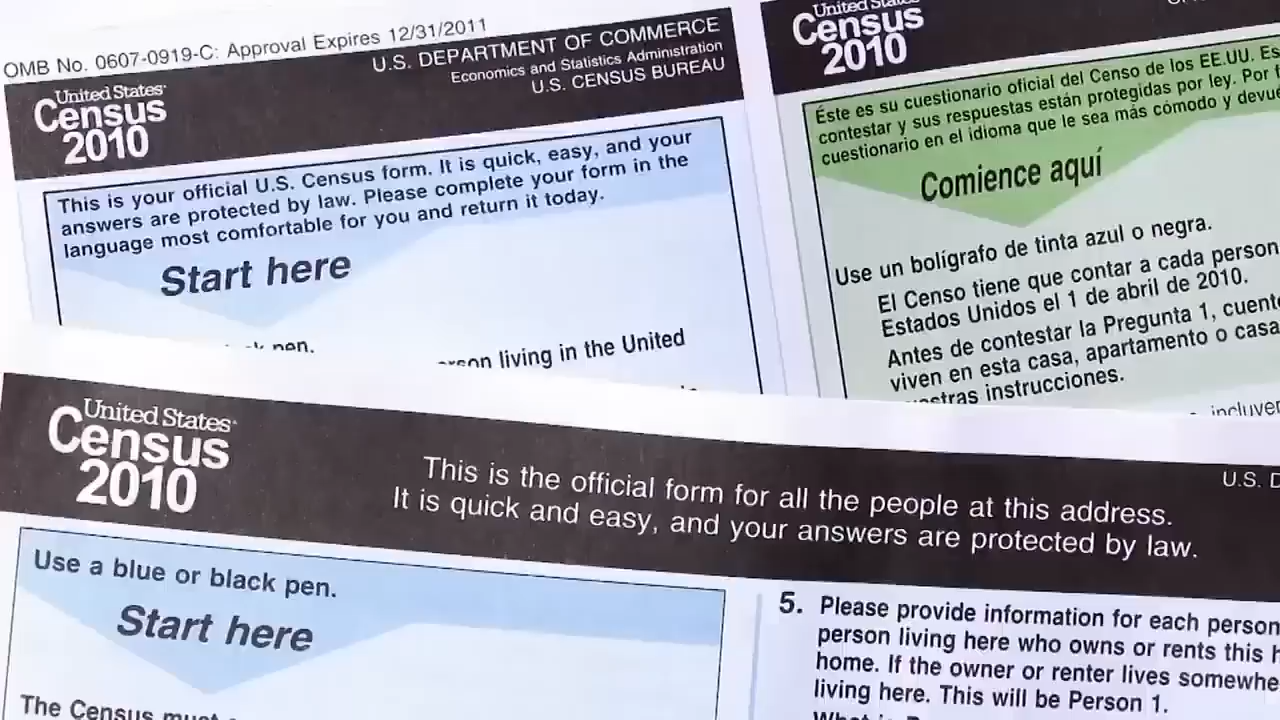 OMB No. 0607-0919-C: Approval Expires 12/31/2011
U.S. DEPARTMENT OF COMMERCE
Economics and Statistics Administration
U.S. CENSUS BUREAU
United States
Census
2010
This is your official U.S. Census form. It is quick, easy, and your
answers are protected by law. Please complete your form in the
language most comfortable for you and return it today.
Start here
pen.
living in the United
United States
Census
2010
Éste es su cuestionario oficial del Censo de los EE.UU. Es
contestar y sus respuestas están protegidas por ley. Por
cuestionario en el idioma que le sea más cómodo y
Comience aquí
Use un bolígrafo de tinta azul o negra.
El Censo tiene que contar a cada person
Estados Unidos el 1 de abril de 2010.
Antes de contestar la Pregunta 1,
viven en esta casa, apartamento o casa
instrucciones.
United States
Census
2010
This is the official form for all the people at this address.
It is quick and easy, and your answers are protected by law.
U.S.
Use a blue or black pen.
Start here
The Census must
5. Please provide information for each person
person living here who owns or rents this
home. If the owner or renter lives
living here. This will be Person 1.